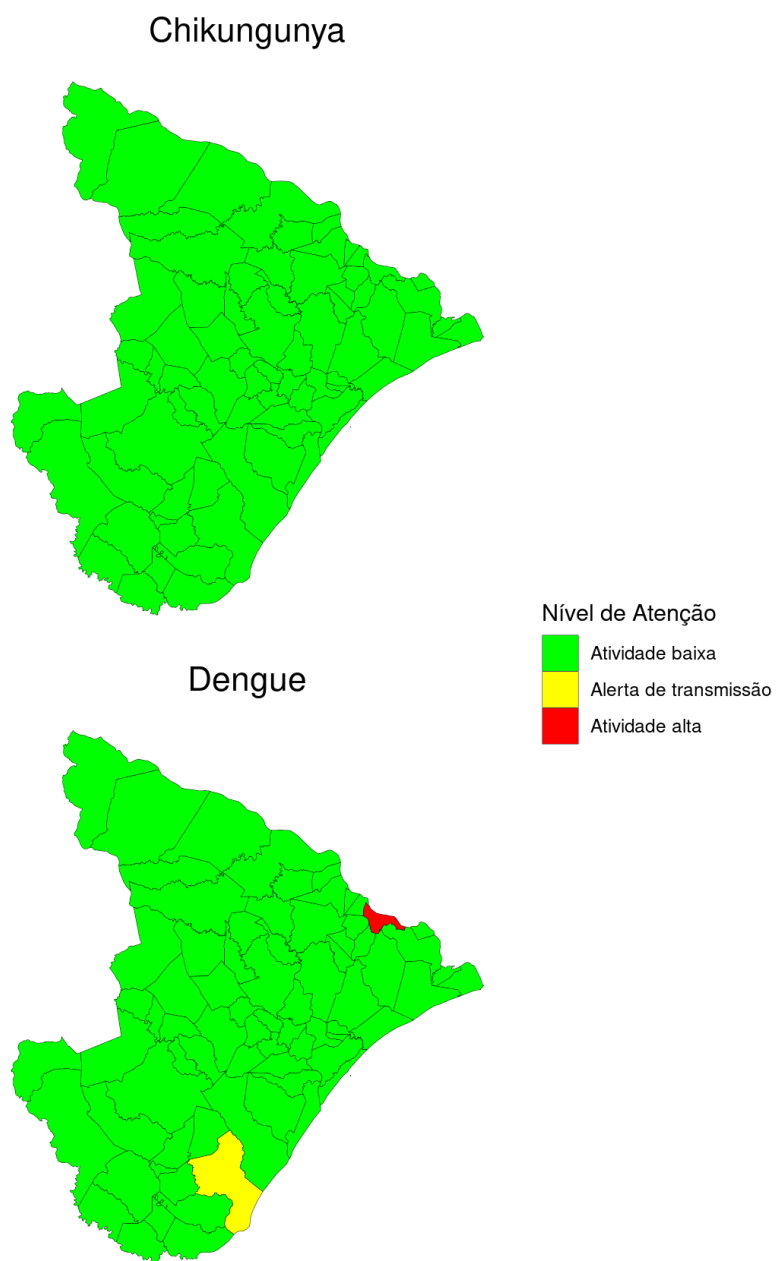 Chikungunya
Nível de Atenção
Atividade baixa
Alerta de transmissão
Atividade alta
Dengue